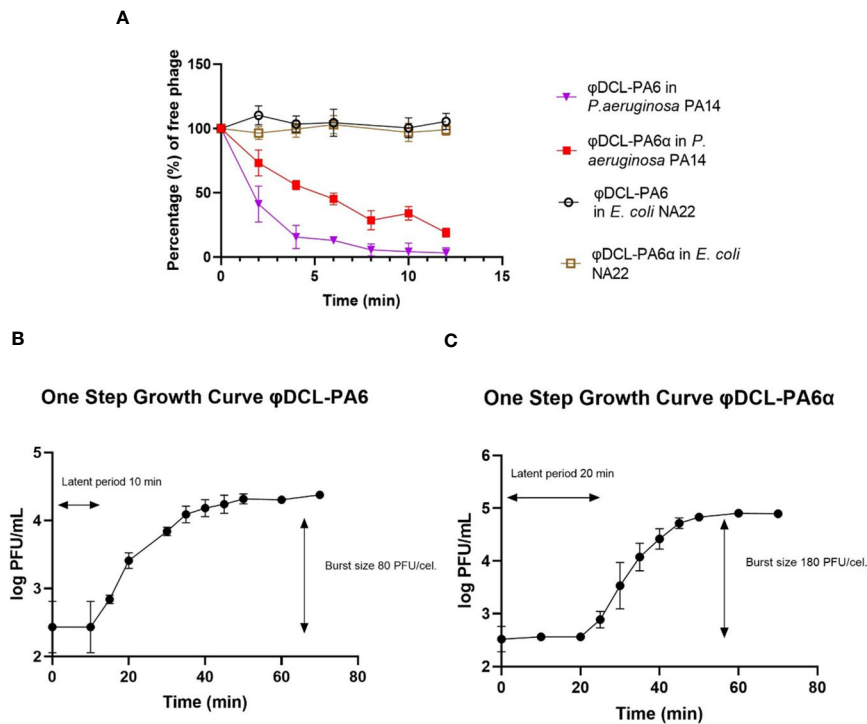 A
150
100
50
0
0
5
10
15
Percentage (%) of free phage
Time (min)
φDCL-PA6 in
P.aeruginosa PA14
φDCL-PA6α in P.
aeruginosa PA14
φDCL-PA6
in E. coli NA22
φDCL-PA6α in E. coli
NA22
B
One Step Growth Curve φDCL-PA6
5
4
3
2
0
20
40
60
80
log PFU/mL
Time (min)
Latent period 10 min
Burst size 80 PFU/cel.
C
One Step Growth Curve φDCL-PA6α
6
5
4
3
2
0
10
20
30
40
50
60
70
80
log PFU/mL
Time (min)
Latent period 20 min
Burst size 180 PFU/cel.